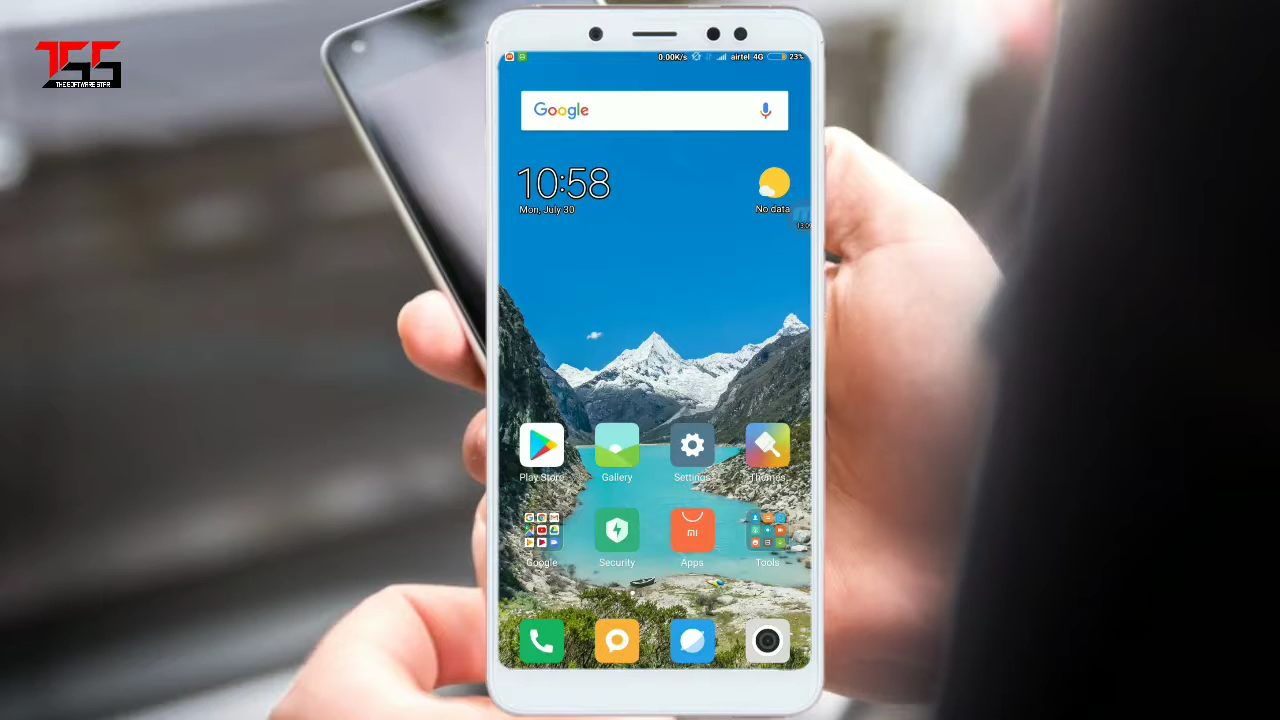 TSS
THE SOFTWARE STAR
0.00K/s airtel 4G 23%
Google
10:58
Mon, July 30
No data
Play Store Gallery Settings Themes
MI
Google Security Apps Tools